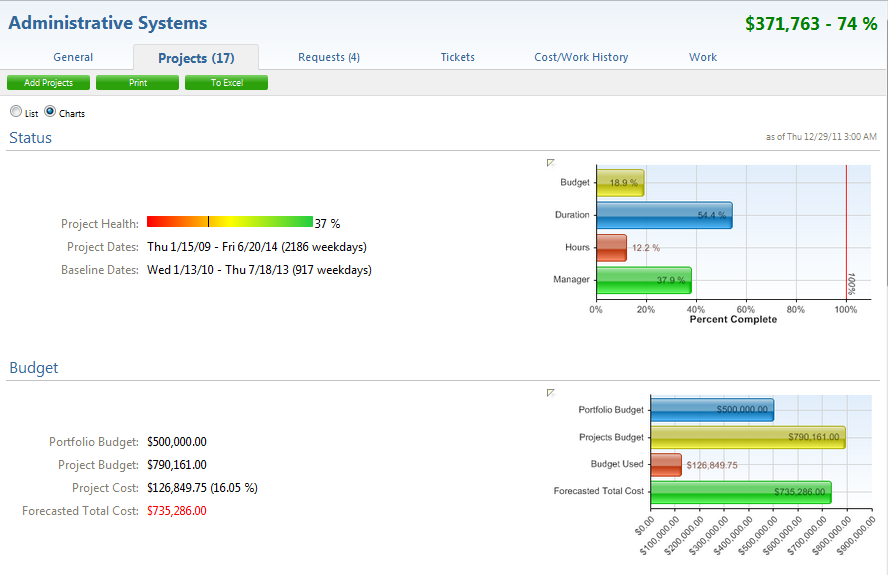 Administrative Systems
$371,763 - 74 %
General Projects (17) Requests (4) Tickets Cost/Work History Work
Add Projects Print To Excel
List Charts
Status
as of Thu 12/29/11 3:00 AM
Project Health: 37 %
Project Dates: Thu 1/15/09 - Fri 6/20/14 (2186 weekdays)
Baseline Dates: Wed 1/13/10 - Thu 7/18/13 (917 weekdays)
Budget 18.9 %
Duration 54.4 %
Hours 12.2 %
Manager 37.9 %
100%
0% 20% 40% 60% 80% 100%
Percent Complete
Budget
Portfolio Budget: $500,000.00
Project Budget: $790,161.00
Project Cost: $126,849.75 (16.05 %)
Forecasted Total Cost: $735,286.00
Portfolio Budget $500,000.00
Projects Budget $790,161.00
Budget Used $126,849.75
Forecasted Total Cost $735,286.00
$0.00 $100,000.00 $200,000.00 $300,000.00 $400,000.00 $500,000.00 $600,000.00 $700,000.00 $800,000.00 $900,000.00